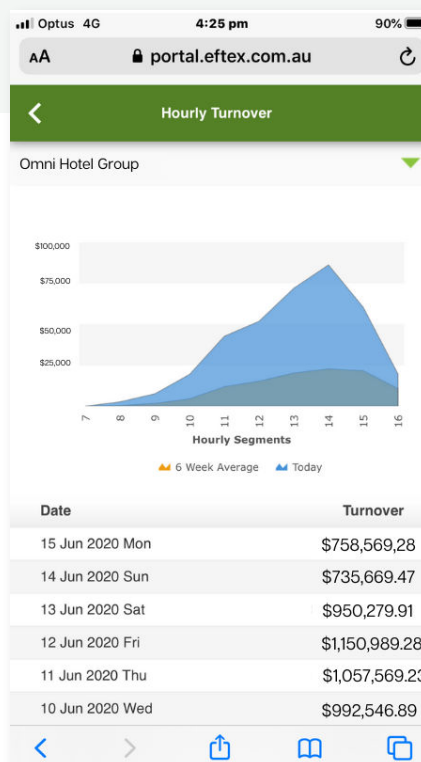 Optus 4G 4:25 pm 90%
AA portal.eftex.com.au
Hourly Turnover
Omni Hotel Group
$100,000
$75,000
$50,000
$25,000
7 8 9 10 11 12 13 14 15 16
Hourly Segments
6 Week Average Today
Date Turnover
15 Jun 2020 Mon $758,569,28
14 Jun 2020 Sun $735,669.47
13 Jun 2020 Sat $950,279.91
12 Jun 2020 Fri $1,150,989.28
11 Jun 2020 Thu $1,057,569.23
10 Jun 2020 Wed $992,546.89